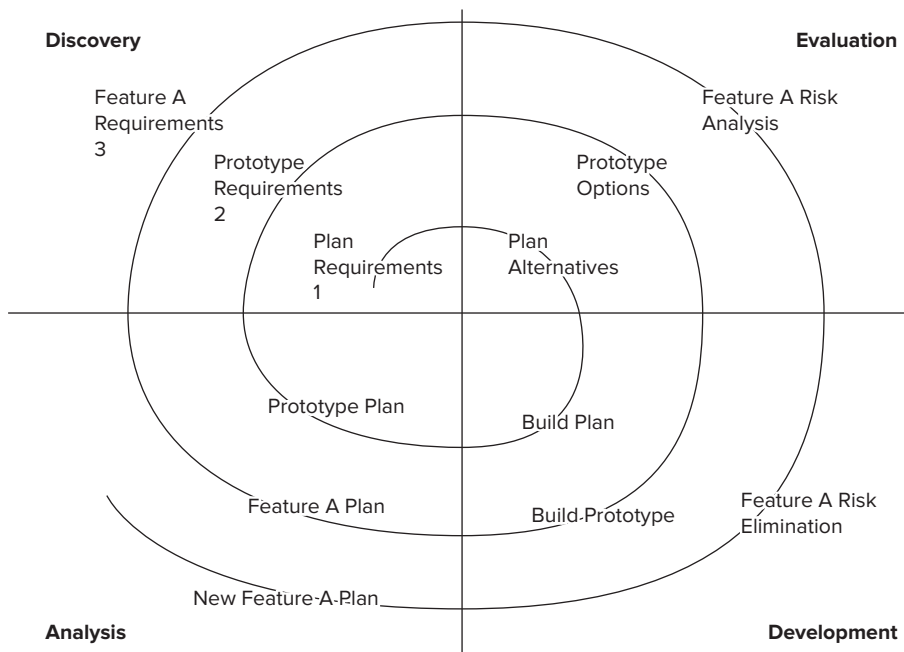 Discovery
Evaluation
Feature A
Requirements
3
Feature A Risk
Analysis
Prototype
Requirements
2
Prototype
Options
Plan
Requirements
1
Plan
Alternatives
Prototype Plan
Build Plan
Feature A Plan
Build Prototype
Feature A Risk
Elimination
New Feature A Plan
Analysis
Development